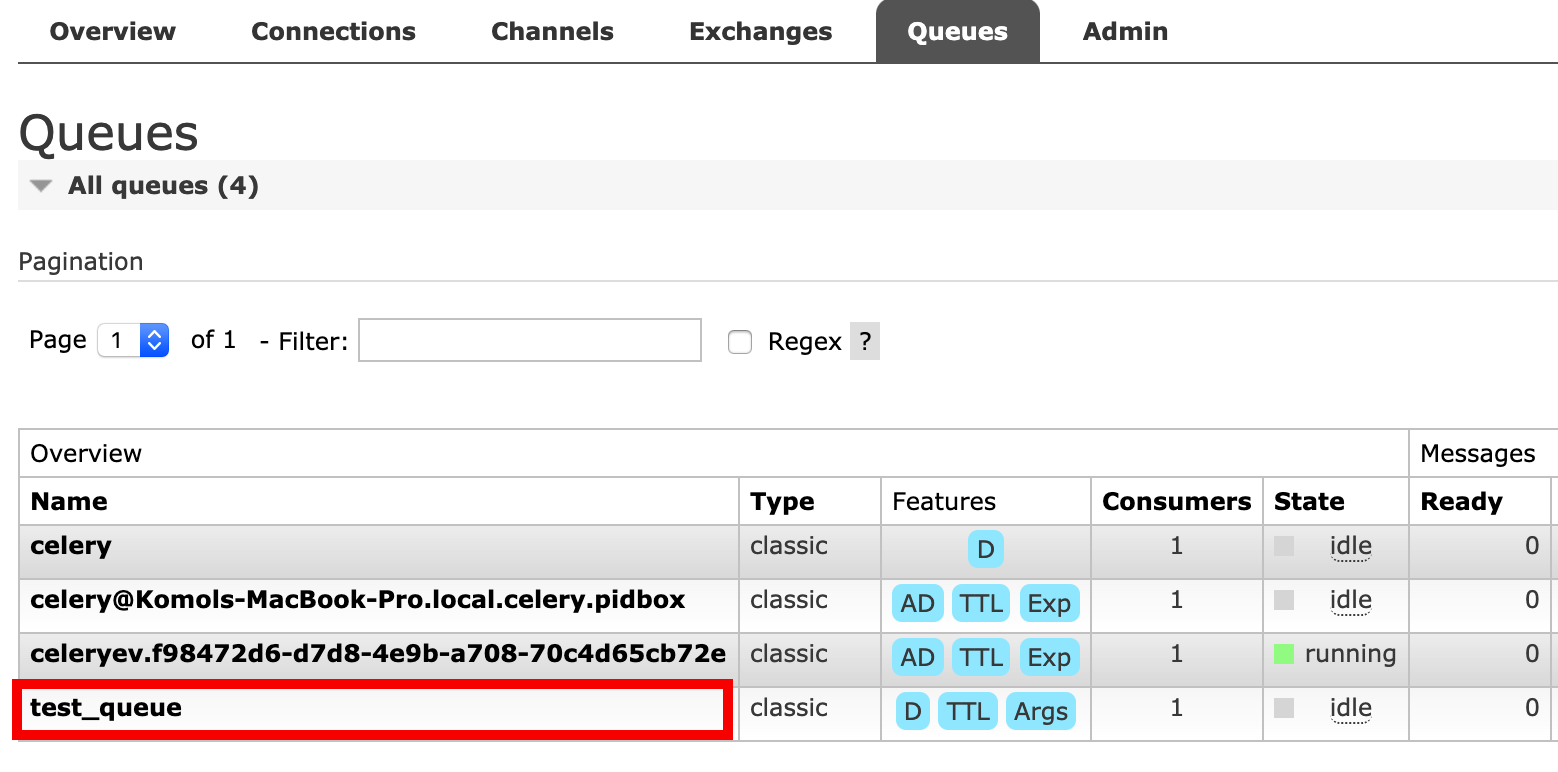 Overview Connections Channels Exchanges Queues Admin
Queues
All queues (4)
Pagination
Page 1 of 1 - Filter: Regex ?
Overview Messages
Name Type Features Consumers State Ready
celery classic D 1 idle 0
celery@Komols-MacBook-Pro.local.celery.pidbox classic AD TTL Exp 1 idle 0
celeryev.f98472d6-d7d8-4e9b-a708-70c4d65cb72e classic AD TTL Exp 1 running 0
test_queue classic D TTL Args 1 idle 0